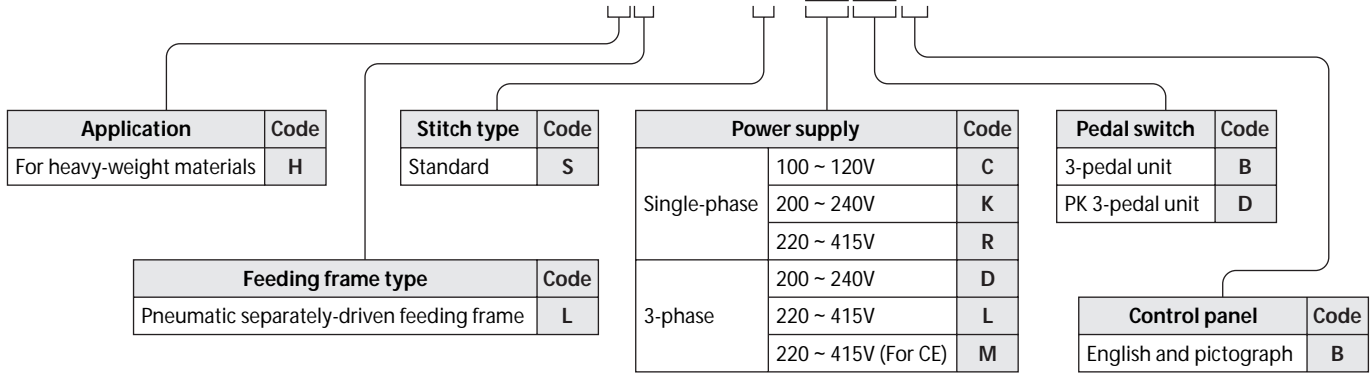 Application Code
For heavy-weight materials H
Feeding frame type Code
Pneumatic separately-driven feeding frame L
Stitch type Code
Standard S
Power supply Code
Single-phase 100 ~ 120V C
200 ~ 240V K
220 ~ 415V R
3-phase 200 ~ 240V D
220 ~ 415V L
220 ~ 415V (For CE) M
Pedal switch Code
3-pedal unit B
PK 3-pedal unit D
Control panel Code
English and pictograph B